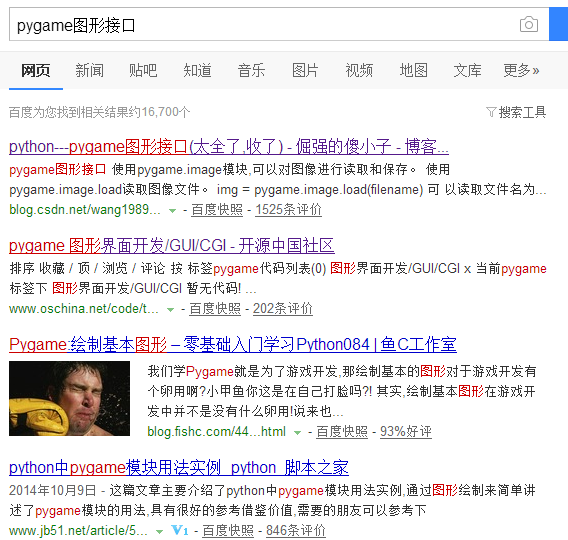 pygame图形接口
网页 新闻 贴吧 知道 音乐 图片 视频 地图 文库 更多»
百度为您找到相关结果约16,700个 搜索工具
python---pygame图形接口(太全了,收了) - 倔强的傻小子 - 博客...
pygame图形接口 使用pygame.image模块,可以对图像进行读取和保存。 使用
pygame.image.load读取图像文件。 img = pygame.image.load(filename) 可 以读取文件名为...
blog.csdn.net/wang1989... - 百度快照 - 1525条评价
pygame 图形界面开发/GUI/CGI - 开源中国社区
排序 收藏 / 顶 / 浏览 / 评论 按 标签pygame代码列表(0) 图形界面开发/GUI/CGI x 当前pygame
标签下 图形界面开发/GUI/CGI 暂无代码! ...
www.oschina.net/code/t... - 百度快照 - 202条评价
Pygame:绘制基本图形 – 零基础入门学习Python084 | 鱼C工作室
我们学Pygame就是为了游戏开发,那绘制基本的图形对于游戏开发有
个卵用啊?小甲鱼你这是在自己打脸吗?! 其实,绘制基本图形在游戏开
发中并不是没有什么卵用!说来也...
blog.fishc.com/44...html - 百度快照 - 93%好评
python中pygame模块用法实例_python_脚本之家
2014年10月9日 - 这篇文章主要介绍了python中pygame模块用法实例,通过图形绘制来简单讲
述了pygame模块的用法,具有很好的参考借鉴价值,需要的朋友可以参考下
www.jb51.net/article/5... V1 - 百度快照 - 846条评价